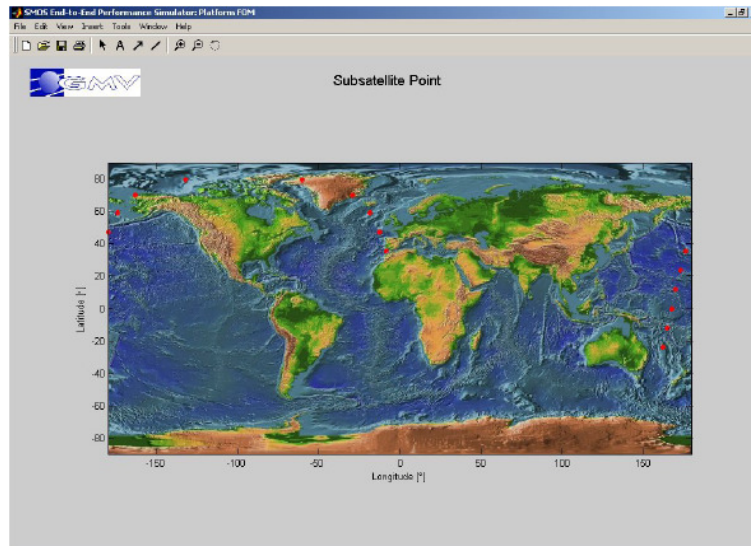 SMOS End-to-End Performance Simulator: Platform FOM
File Edit View Insert Tools Window Help
A
GMV
Subsatellite Point
80
60
40
20
0
-20
-40
-60
-80
Latitude [°]
-150 -100 -50 0 50 100 150
Longitude [°]